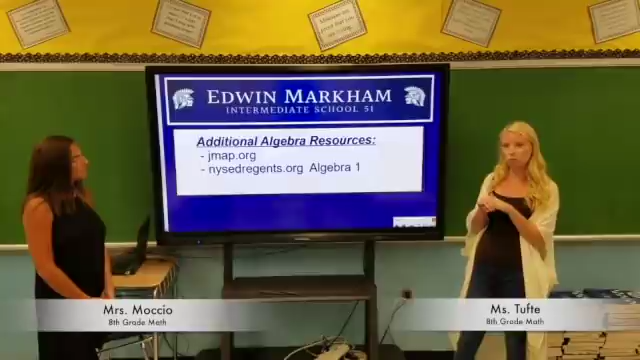 EDWIN MARKHAM
INTERMEDIATE SCHOOL 51
Additional Algebra Resources:
- jmap.org
- nysedregents.org Algebra 1
Mrs. Moccio
8th Grade Math
Ms. Tufte
8th Grade Math